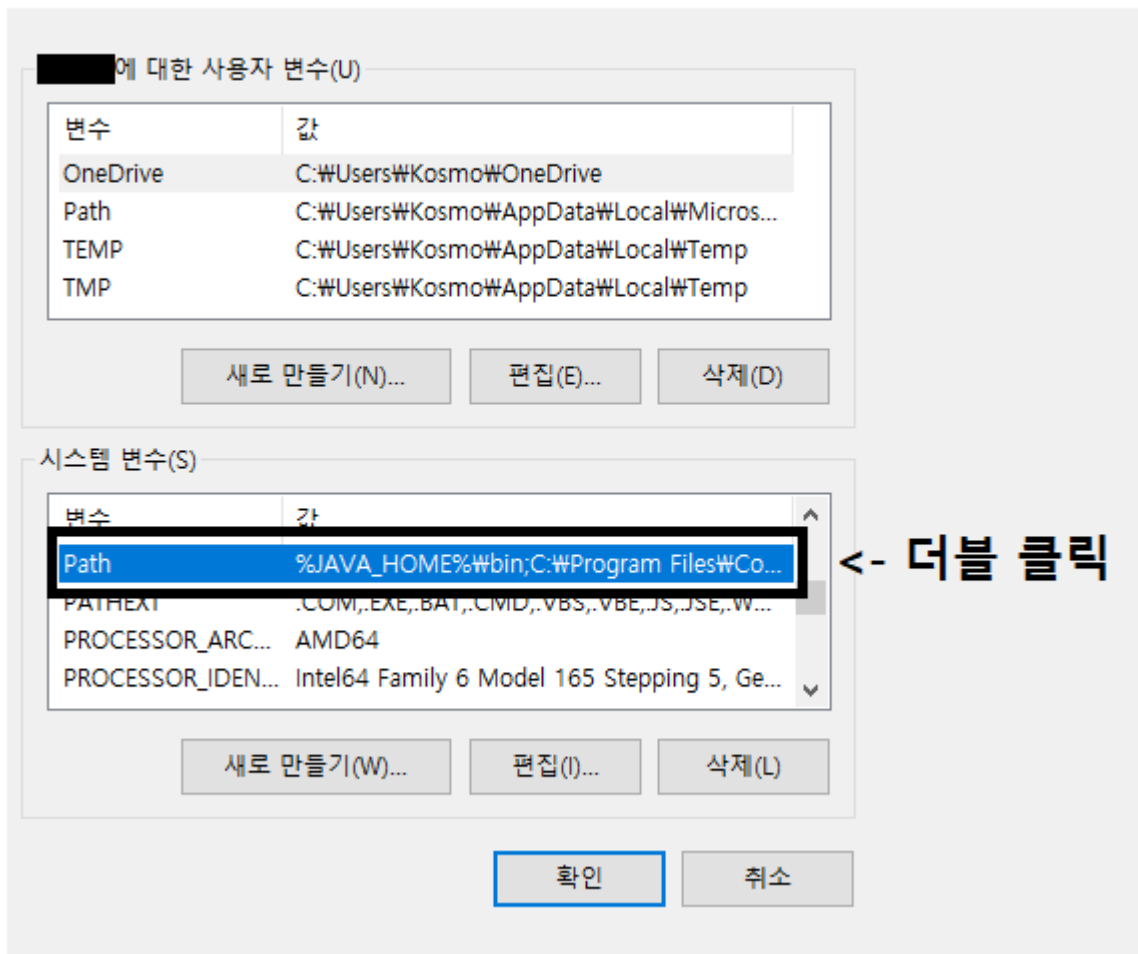 에 대한 사용자 변수(U)
변수 값
OneDrive C:₩Users₩Kosmo₩OneDrive
Path C:₩Users₩Kosmo₩AppData₩Local₩Micros...
TEMP C:₩Users₩Kosmo₩AppData₩Local₩Temp
TMP C:₩Users₩Kosmo₩AppData₩Local₩Temp
새로 만들기(N)... 편집(E)... 삭제(D)
시스템 변수(S)
변수 값
Path %JAVA_HOME%₩bin;C:₩Program Files₩Co...
<- 더블 클릭
PATHEXT .COM;.EXE;.BAT;.CMD;.VBS;.VBE;.JS;.JSE;.W...
PROCESSOR_ARC... AMD64
PROCESSOR_IDEN... Intel64 Family 6 Model 165 Stepping 5, Ge...
새로 만들기(W)... 편집(I)... 삭제(L)
확인 취소